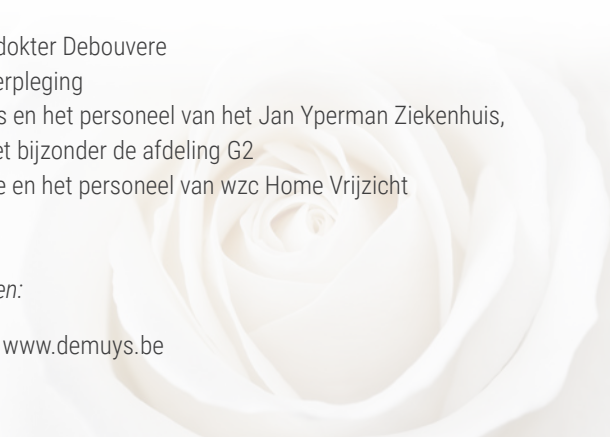 dokter Debouvere
erpleging
s en het personeel van het Jan Yperman Ziekenhuis,
et bijzonder de afdeling G2
e en het personeel van wzc Home Vrijzicht
en:
www.demuys.be